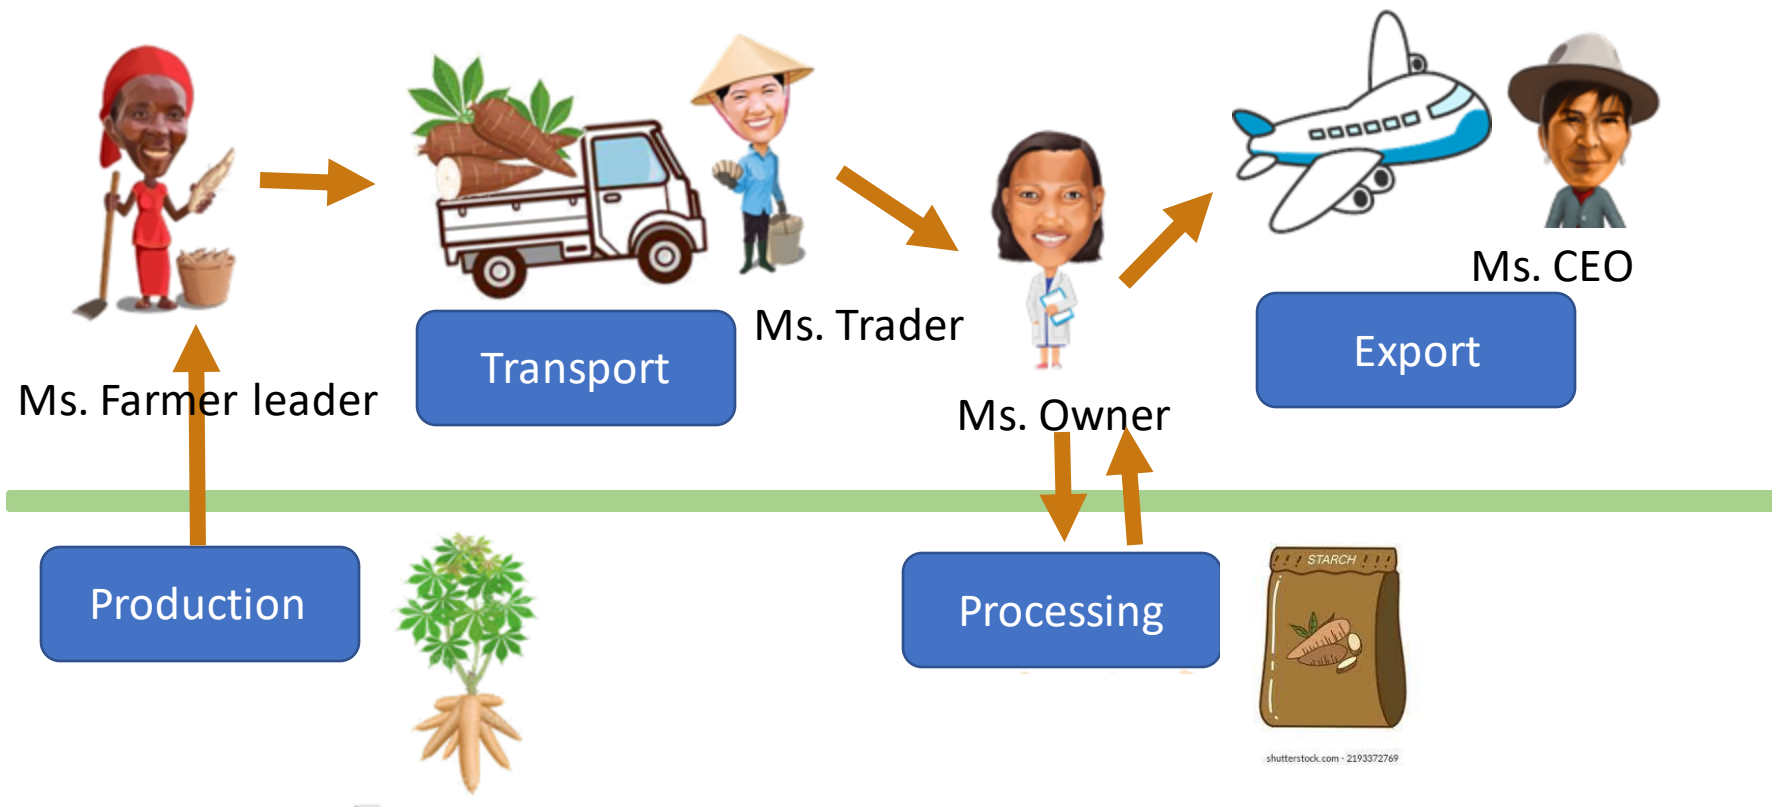 Ms. Farmer leader
Transport
Ms. Trader
Ms. Owner
Ms. CEO
Export
Production
Processing
STARCH
shutterstock.com · 2193372769